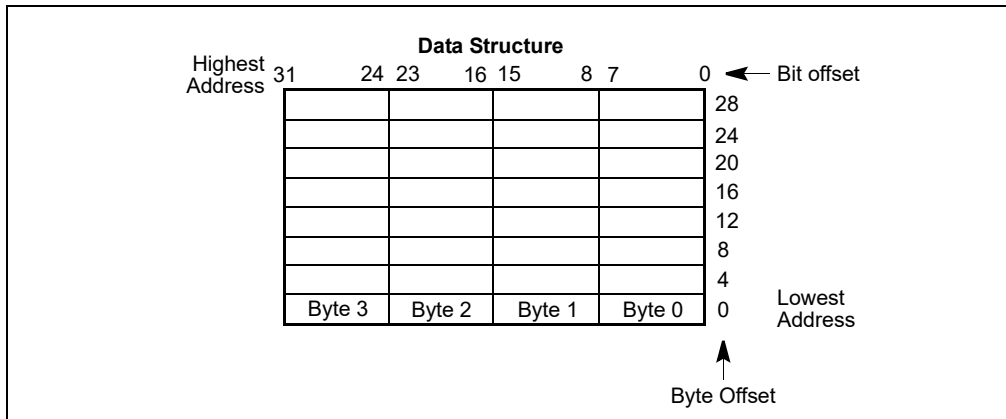 Data Structure
Highest Address
31 24 23 16 15 8 7 0
Bit offset
28
24
20
16
12
8
4
Byte 3 Byte 2 Byte 1 Byte 0 0
Lowest Address
Byte Offset